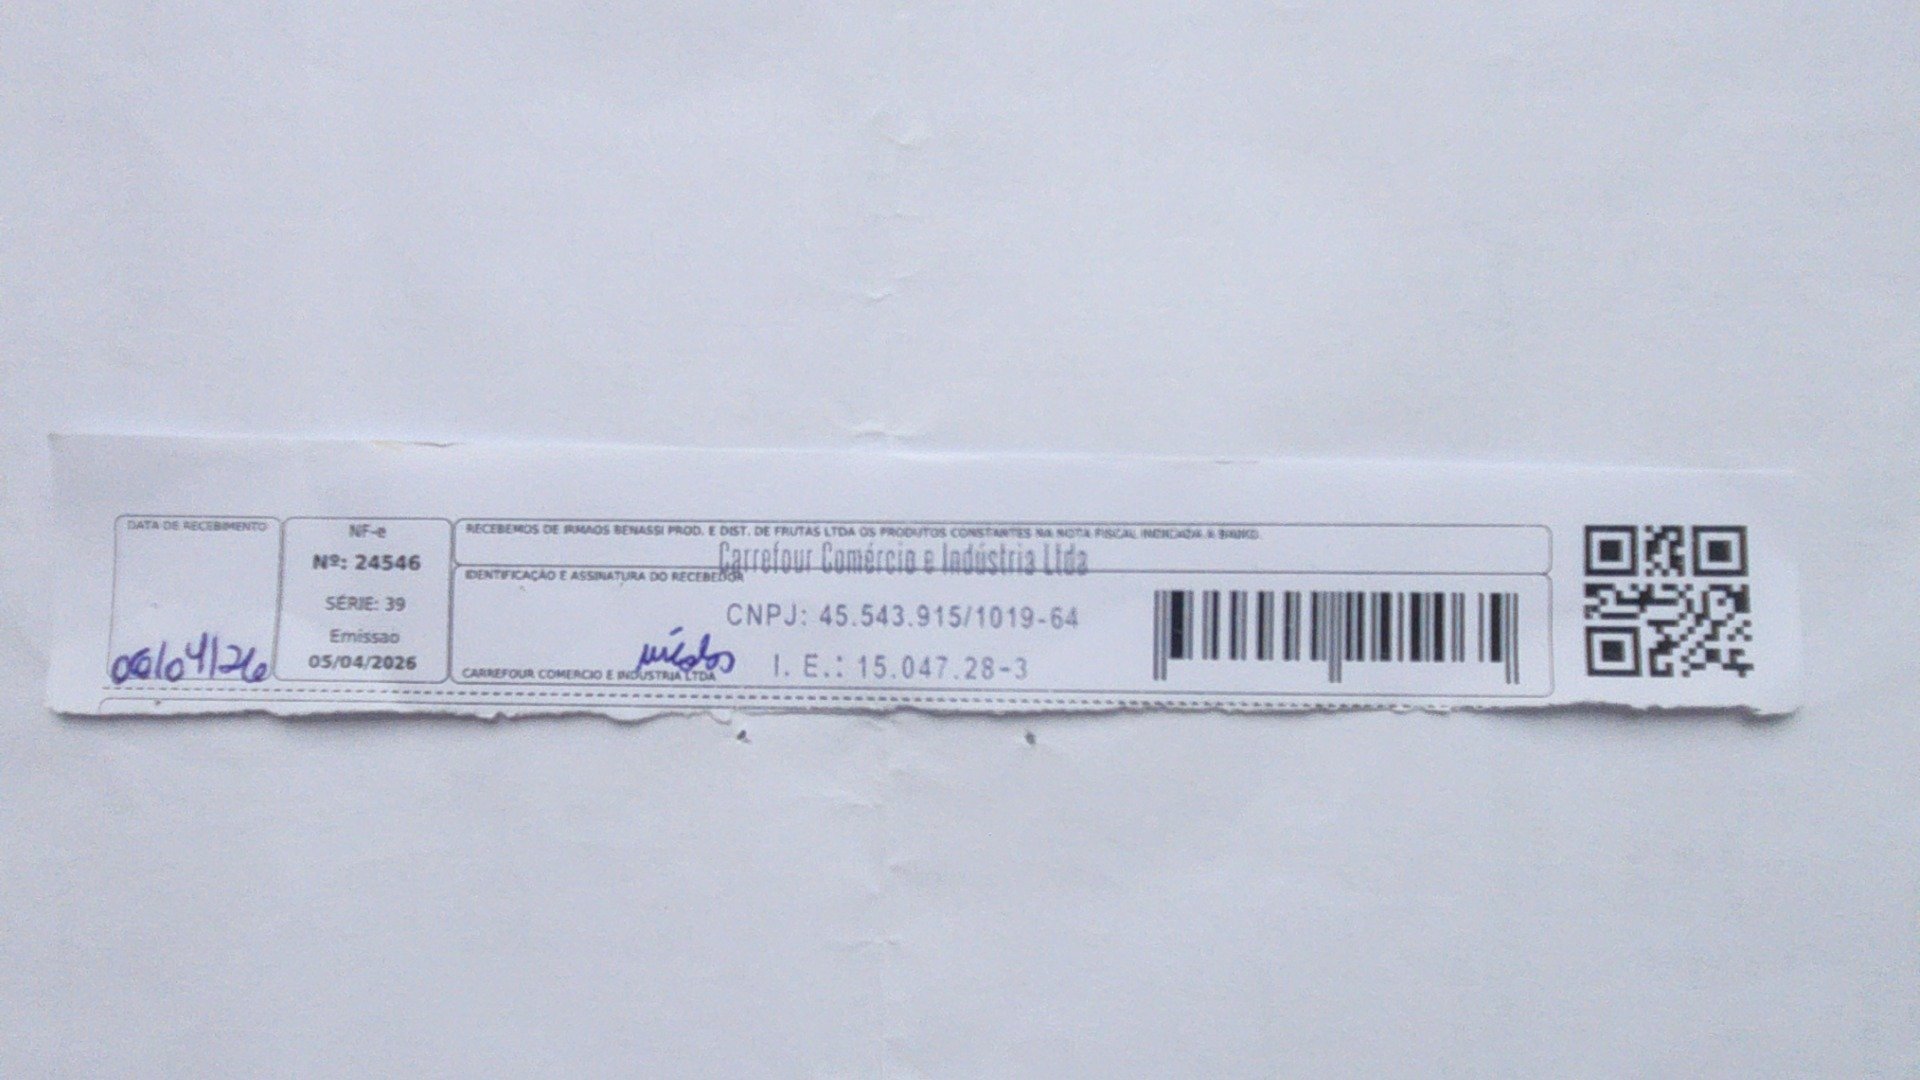 DATA DE RECEBIMENTO
06/04/26
NF-e
Nº: 24546
SÉRIE: 39
Emissão
05/04/2026
RECEBEMOS DE IRMAOS BENASSI PROD. E DIST. DE FRUTAS LTDA OS PRODUTOS CONSTANTES NA NOTA FISCAL INDICADA A BAIXO.
Carrefour Comércio e Indústria Ltda
IDENTIFICAÇÃO E ASSINATURA DO RECEBEDOR
CNPJ: 45.543.915/1019-64
I. E.: 15.047.28-3
CARREFOUR COMERCIO E INDUSTRIA LTDA